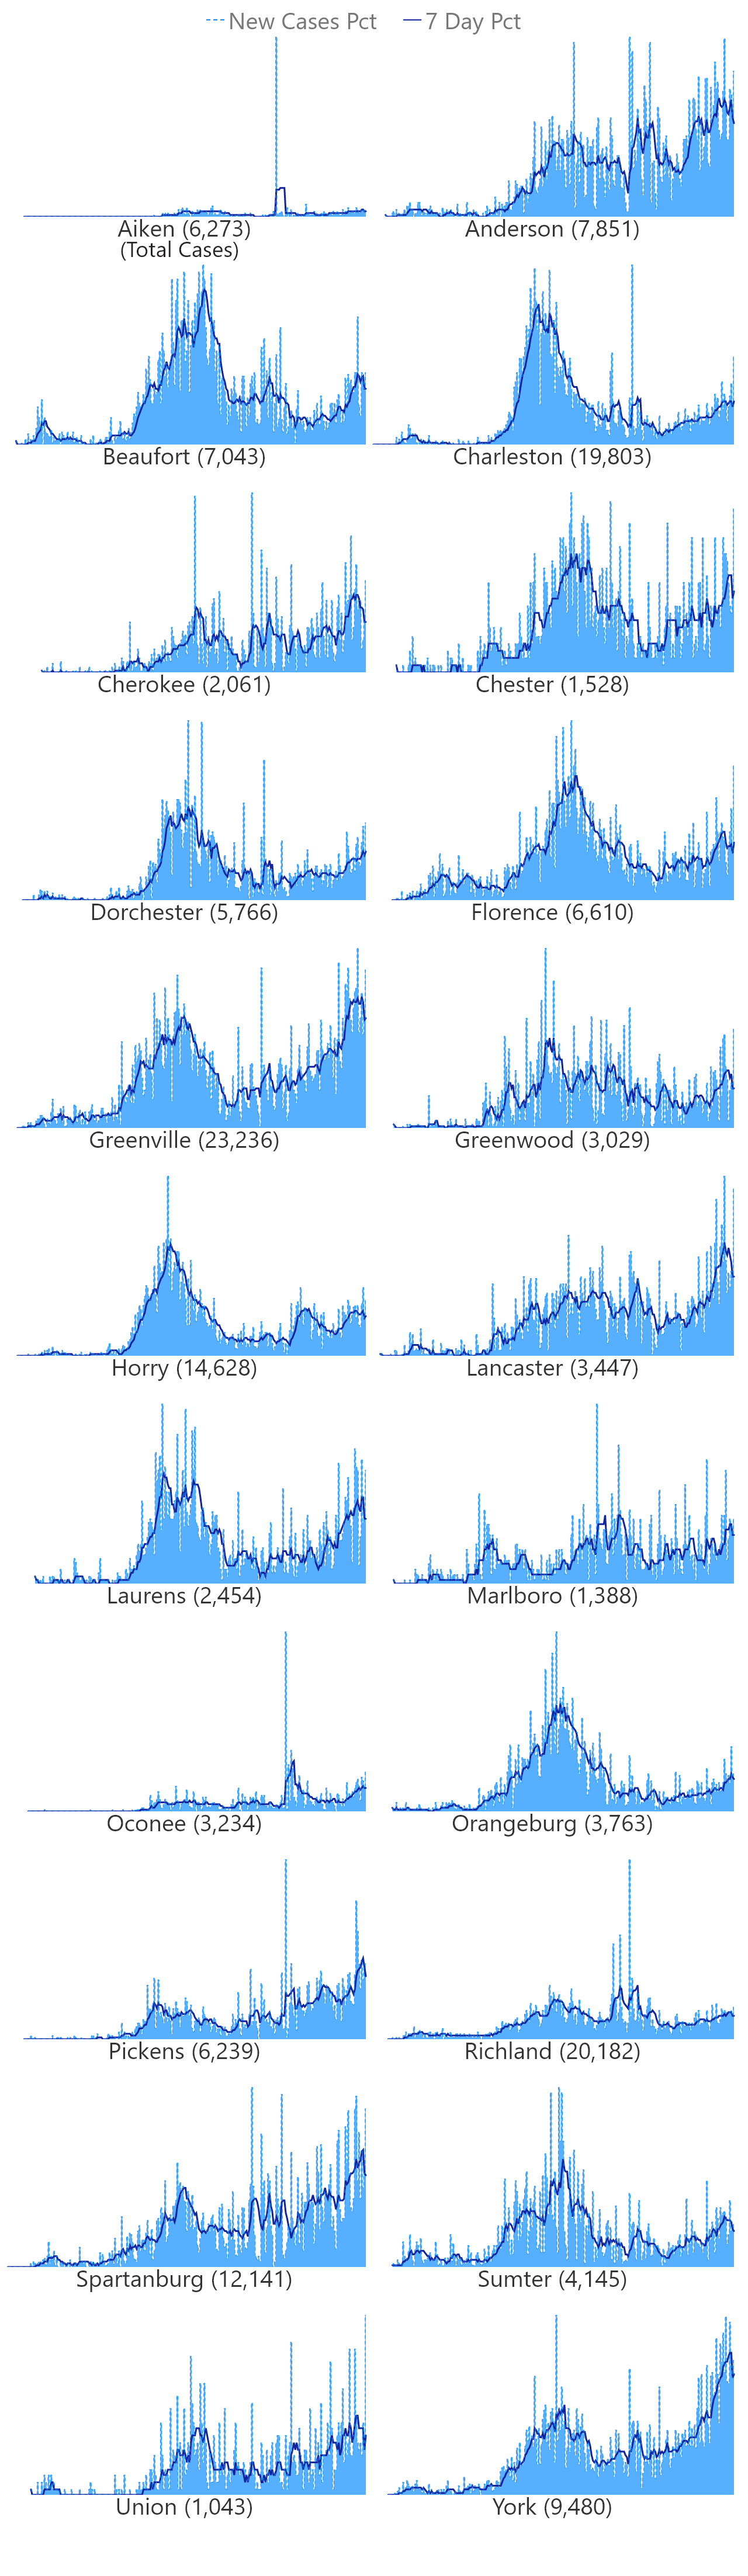 New Cases Pct 7 Day Pct
Aiken (6,273) Anderson (7,851)
(Total Cases)
Beaufort (7,043) Charleston (19,803)
Cherokee (2,061) Chester (1,528)
Dorchester (5,766) Florence (6,610)
Greenville (23,236) Greenwood (3,029)
Horry (14,628) Lancaster (3,447)
Laurens (2,454) Marlboro (1,388)
Oconee (3,234) Orangeburg (3,763)
Pickens (6,239) Richland (20,182)
Spartanburg (12,141) Sumter (4,145)
Union (1,043) York (9,480)